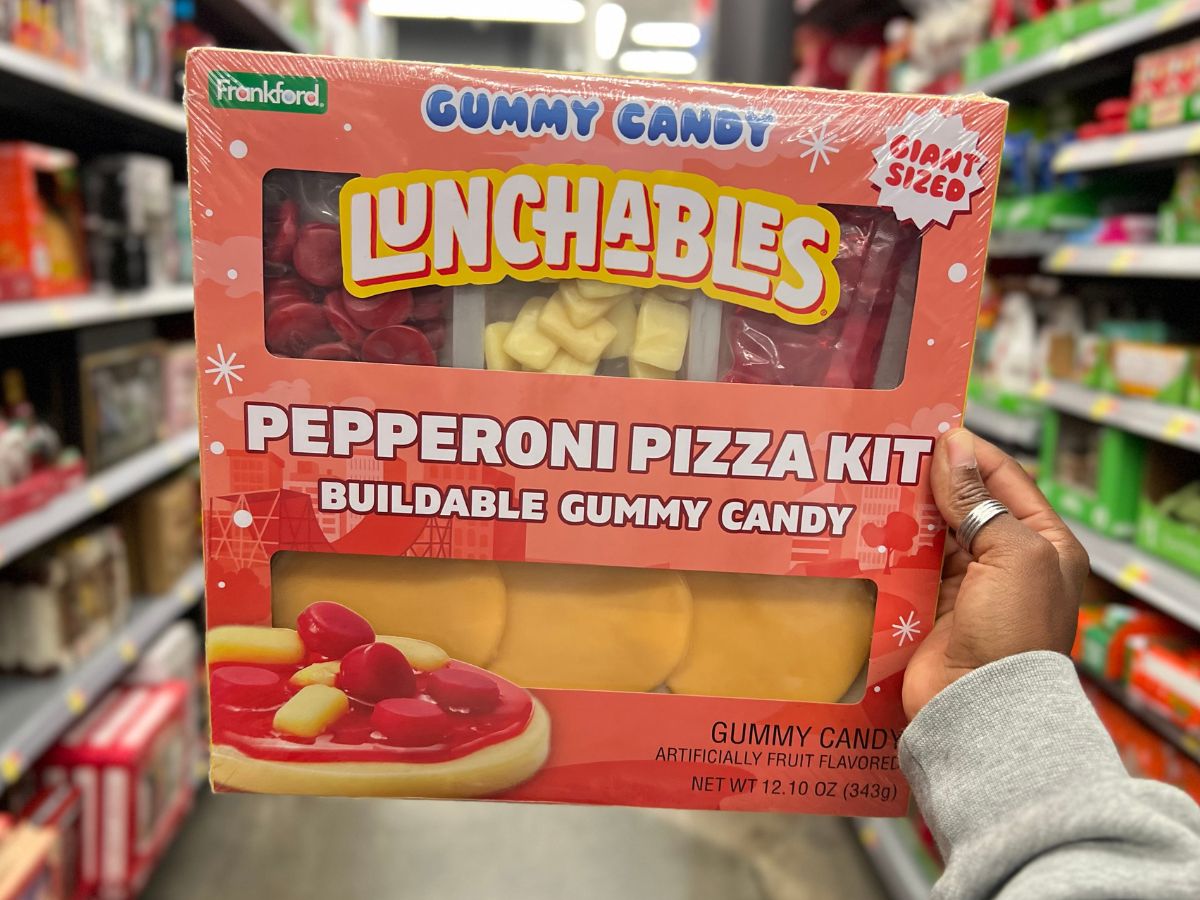 Frankford®
GUMMY CANDY
GIANT
SIZED
LUNCHABLES®
PEPPERONI PIZZA KIT
BUILDABLE GUMMY CANDY
GUMMY CANDY
ARTIFICIALLY FRUIT FLAVORED
NET WT 12.10 OZ (343g)